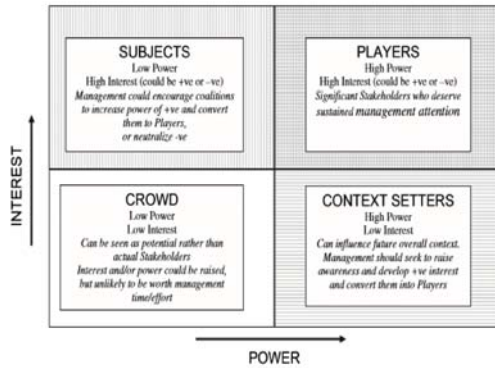 SUBJECTS
Low Power
High Interest (could be +ve or –ve)
Management could encourage coalitions
to increase power of +ve and convert
them to Players,
or neutralize -ve
PLAYERS
High Power
High Interest (could be +ve or –ve)
Significant Stakeholders who deserve
sustained management attention
INTEREST
CROWD
Low Power
Low Interest
Can be seen as potential rather than
actual Stakeholders
Interest and/or power could be raised,
but unlikely to be worth management
time/effort
CONTEXT SETTERS
High Power
Low Interest
Can influence future overall context.
Management should seek to raise
awareness and develop +ve interest
and convert them into Players
POWER